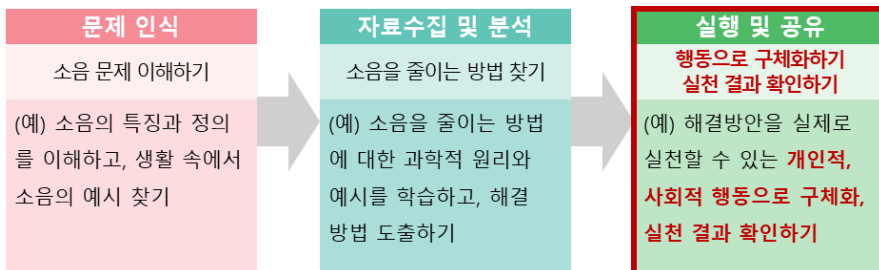 문제 인식
소음 문제 이해하기
(예) 소음의 특징과 정의
를 이해하고, 생활 속에서
소음의 예시 찾기
자료수집 및 분석
소음을 줄이는 방법 찾기
(예) 소음을 줄이는 방법
에 대한 과학적 원리와
예시를 학습하고, 해결
방법 도출하기
실행 및 공유
행동으로 구체화하기
실천 결과 확인하기
(예) 해결방안을 실제로
실천할 수 있는 개인적,
사회적 행동으로 구체화,
실천 결과 확인하기